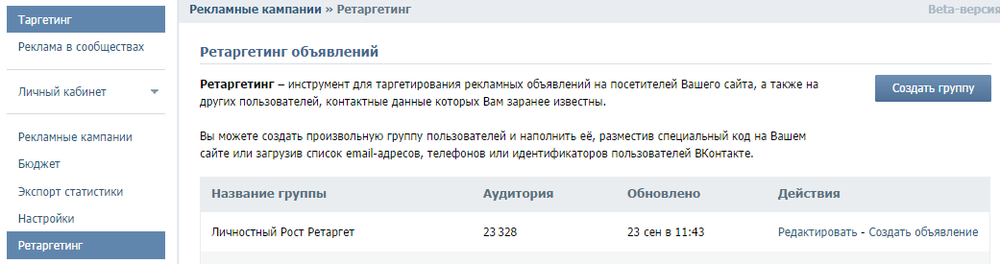 Таргетинг
Реклама в сообществах
Личный кабинет
Рекламные кампании
Бюджет
Экспорт статистики
Настройки
Ретаргетинг
Рекламные кампании » Ретаргетинг
Beta-версия
Ретаргетинг объявлений
Ретаргетинг – инструмент для таргетирования рекламных объявлений на посетителей Вашего сайта, а также на
других пользователей, контактные данные которых Вам заранее известны.
Создать группу
Вы можете создать произвольную группу пользователей и наполнить её, разместив специальный код на Вашем
сайте или загрузив список email-адресов, телефонов или идентификаторов пользователей ВКонтакте.
Название группы Аудитория Обновлено Действия
Личностный Рост Ретаргет 23 328 23 сен в 11:43 Редактировать - Создать объявление